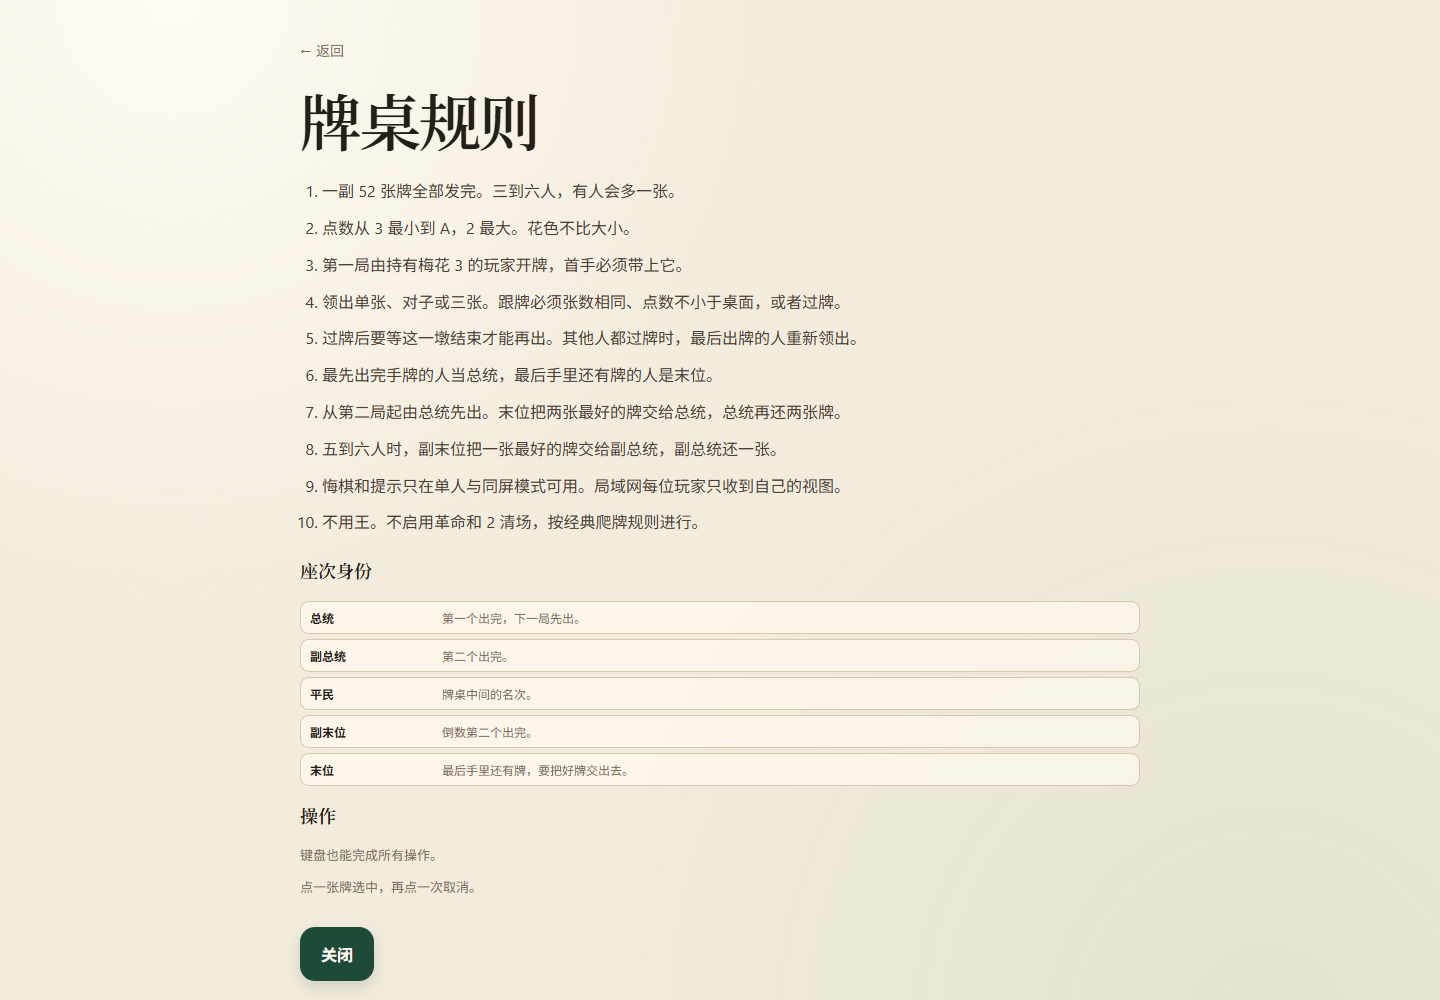 ← 返回
牌桌规则
1. 一副 52 张牌全部发完。三到六人，有人会多一张。
2. 点数从 3 最小到 A，2 最大。花色不比大小。
3. 第一局由持有梅花 3 的玩家开牌，首手必须带上它。
4. 领出单张、对子或三张。跟牌必须张数相同、点数不小于桌面，或者过牌。
5. 过牌后要等这一墩结束才能再出。其他人都过牌时，最后出牌的人重新领出。
6. 最先出完手牌的人当总统，最后手里还有牌的人是末位。
7. 从第二局起由总统先出。末位把两张最好的牌交给总统，总统再还两张牌。
8. 五到六人时，副末位把一张最好的牌交给副总统，副总统还一张。
9. 悔棋和提示只在单人与同屏模式可用。局域网每位玩家只收到自己的视图。
10. 不用王。不启用革命和 2 清场，按经典爬牌规则进行。
座次身份
总统 第一个出完，下一局先出。
副总统 第二个出完。
平民 牌桌中间的名次。
副末位 倒数第二个出完。
末位 最后手里还有牌，要把好牌交出去。
操作
键盘也能完成所有操作。
点一张牌选中，再点一次取消。
关闭